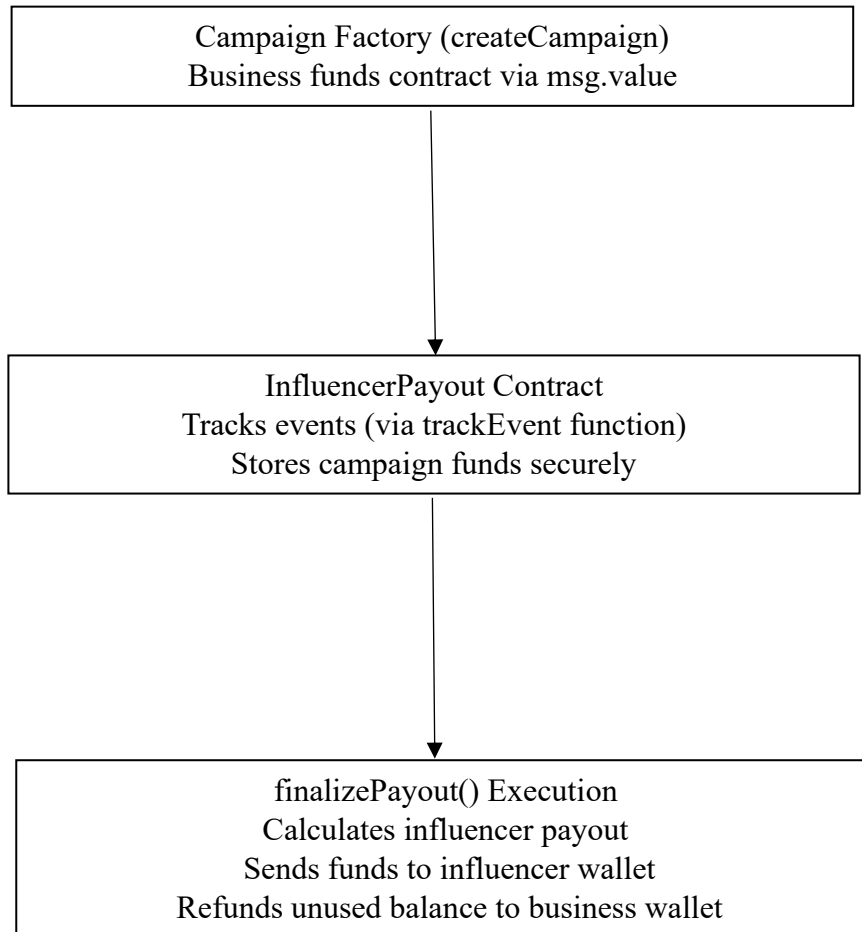 Campaign Factory (createCampaign)
Business funds contract via msg.value
InfluencerPayout Contract
Tracks events (via trackEvent function)
Stores campaign funds securely
finalizePayout() Execution
Calculates influencer payout
Sends funds to influencer wallet
Refunds unused balance to business wallet